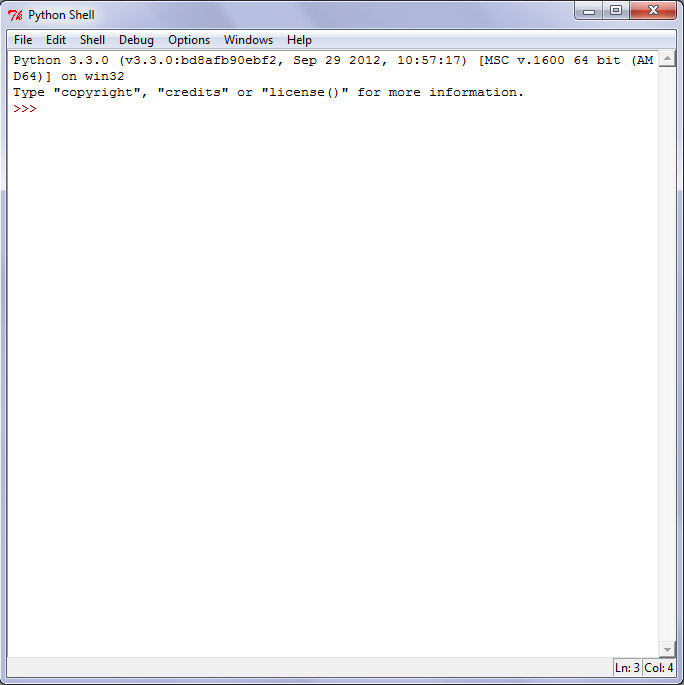 Python Shell
File Edit Shell Debug Options Windows Help
Python 3.3.0 (v3.3.0:bd8afb90ebf2, Sep 29 2012, 10:57:17) [MSC v.1600 64 bit (AM
D64)] on win32
Type "copyright", "credits" or "license()" for more information.
>>>
Ln: 3 Col: 4